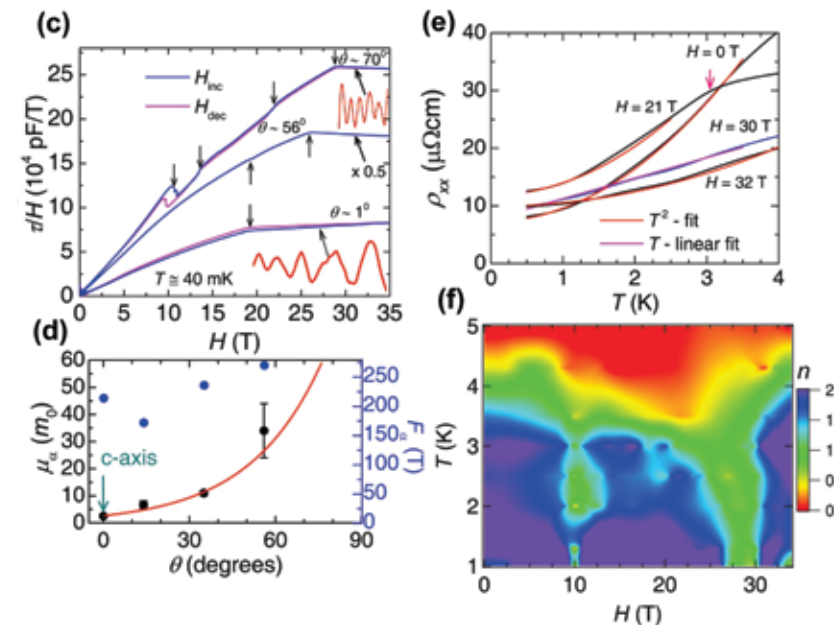 (c)
25
20
15
10
5
0
τ/H (10⁴ pF/T)
H_inc
H_dec
θ ~ 70⁰
θ ~ 56⁰
x 0.5
θ ~ 1⁰
T ≅ 40 mK
0 5 10 15 20 25 30 35
H (T)
(d)
60
50
40
30
20
10
0
μ_α (m₀)
c-axis
250
200
150
100
50
0
F_α (T)
0 30 60 90
θ (degrees)
(e)
40
30
20
10
0
ρ_xx (μΩcm)
H = 0 T
H = 21 T
H = 30 T
H = 32 T
T² - fit
T - linear fit
0 1 2 3 4
T (K)
(f)
5
4
3
2
1
T (K)
0 10 20 30
H (T)
n
2
1
1
0
0